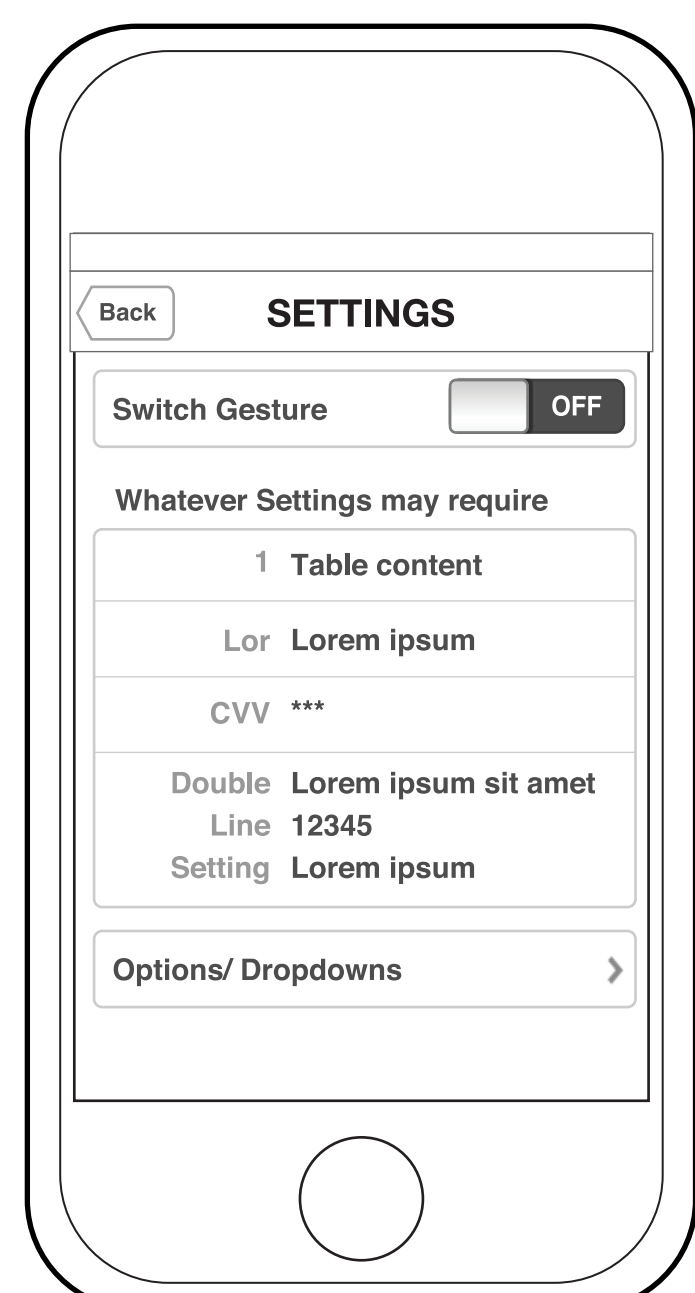 Back SETTINGS
Switch Gesture OFF
Whatever Settings may require
1 Table content
Lor Lorem ipsum
CVV ***
Double Lorem ipsum sit amet
Line 12345
Setting Lorem ipsum
Options/ Dropdowns